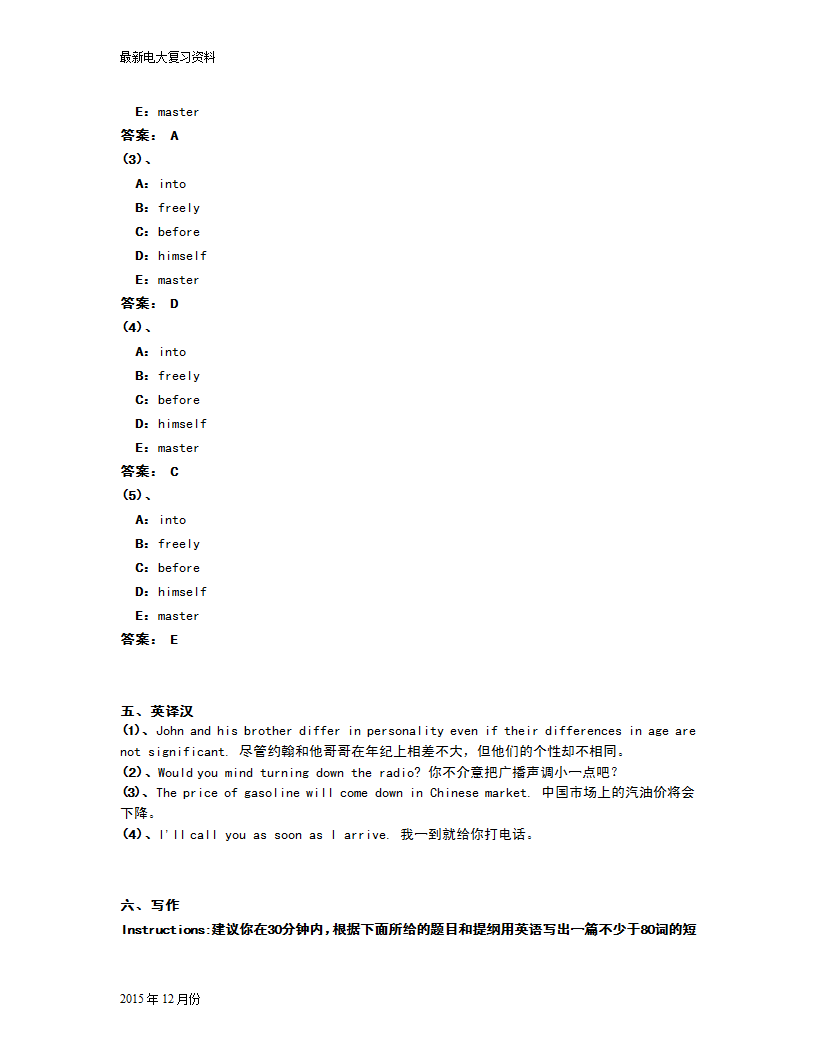 最新电大复习资料
E: master
答案: A
(3)、
A: into
B: freely
C: before
D: himself
E: master
答案: D
(4)、
A: into
B: freely
C: before
D: himself
E: master
答案: C
(5)、
A: into
B: freely
C: before
D: himself
E: master
答案: E
五、英译汉
(1)、John and his brother differ in personality even if their differences in age are
not significant. 尽管约翰和他哥哥在年纪上相差不大，但他们的个性却不相同。
(2)、Would you mind turning down the radio? 你不介意把广播声调小一点吧?
(3)、The price of gasoline will come down in Chinese market. 中国市场上的汽油价将会
下降。
(4)、I'll call you as soon as I arrive. 我一到就给你打电话。
六、写作
Instructions:建议你在30分钟内,根据下面所给的题目和提纲用英语写出一篇不少于80词的短
2015年12月份